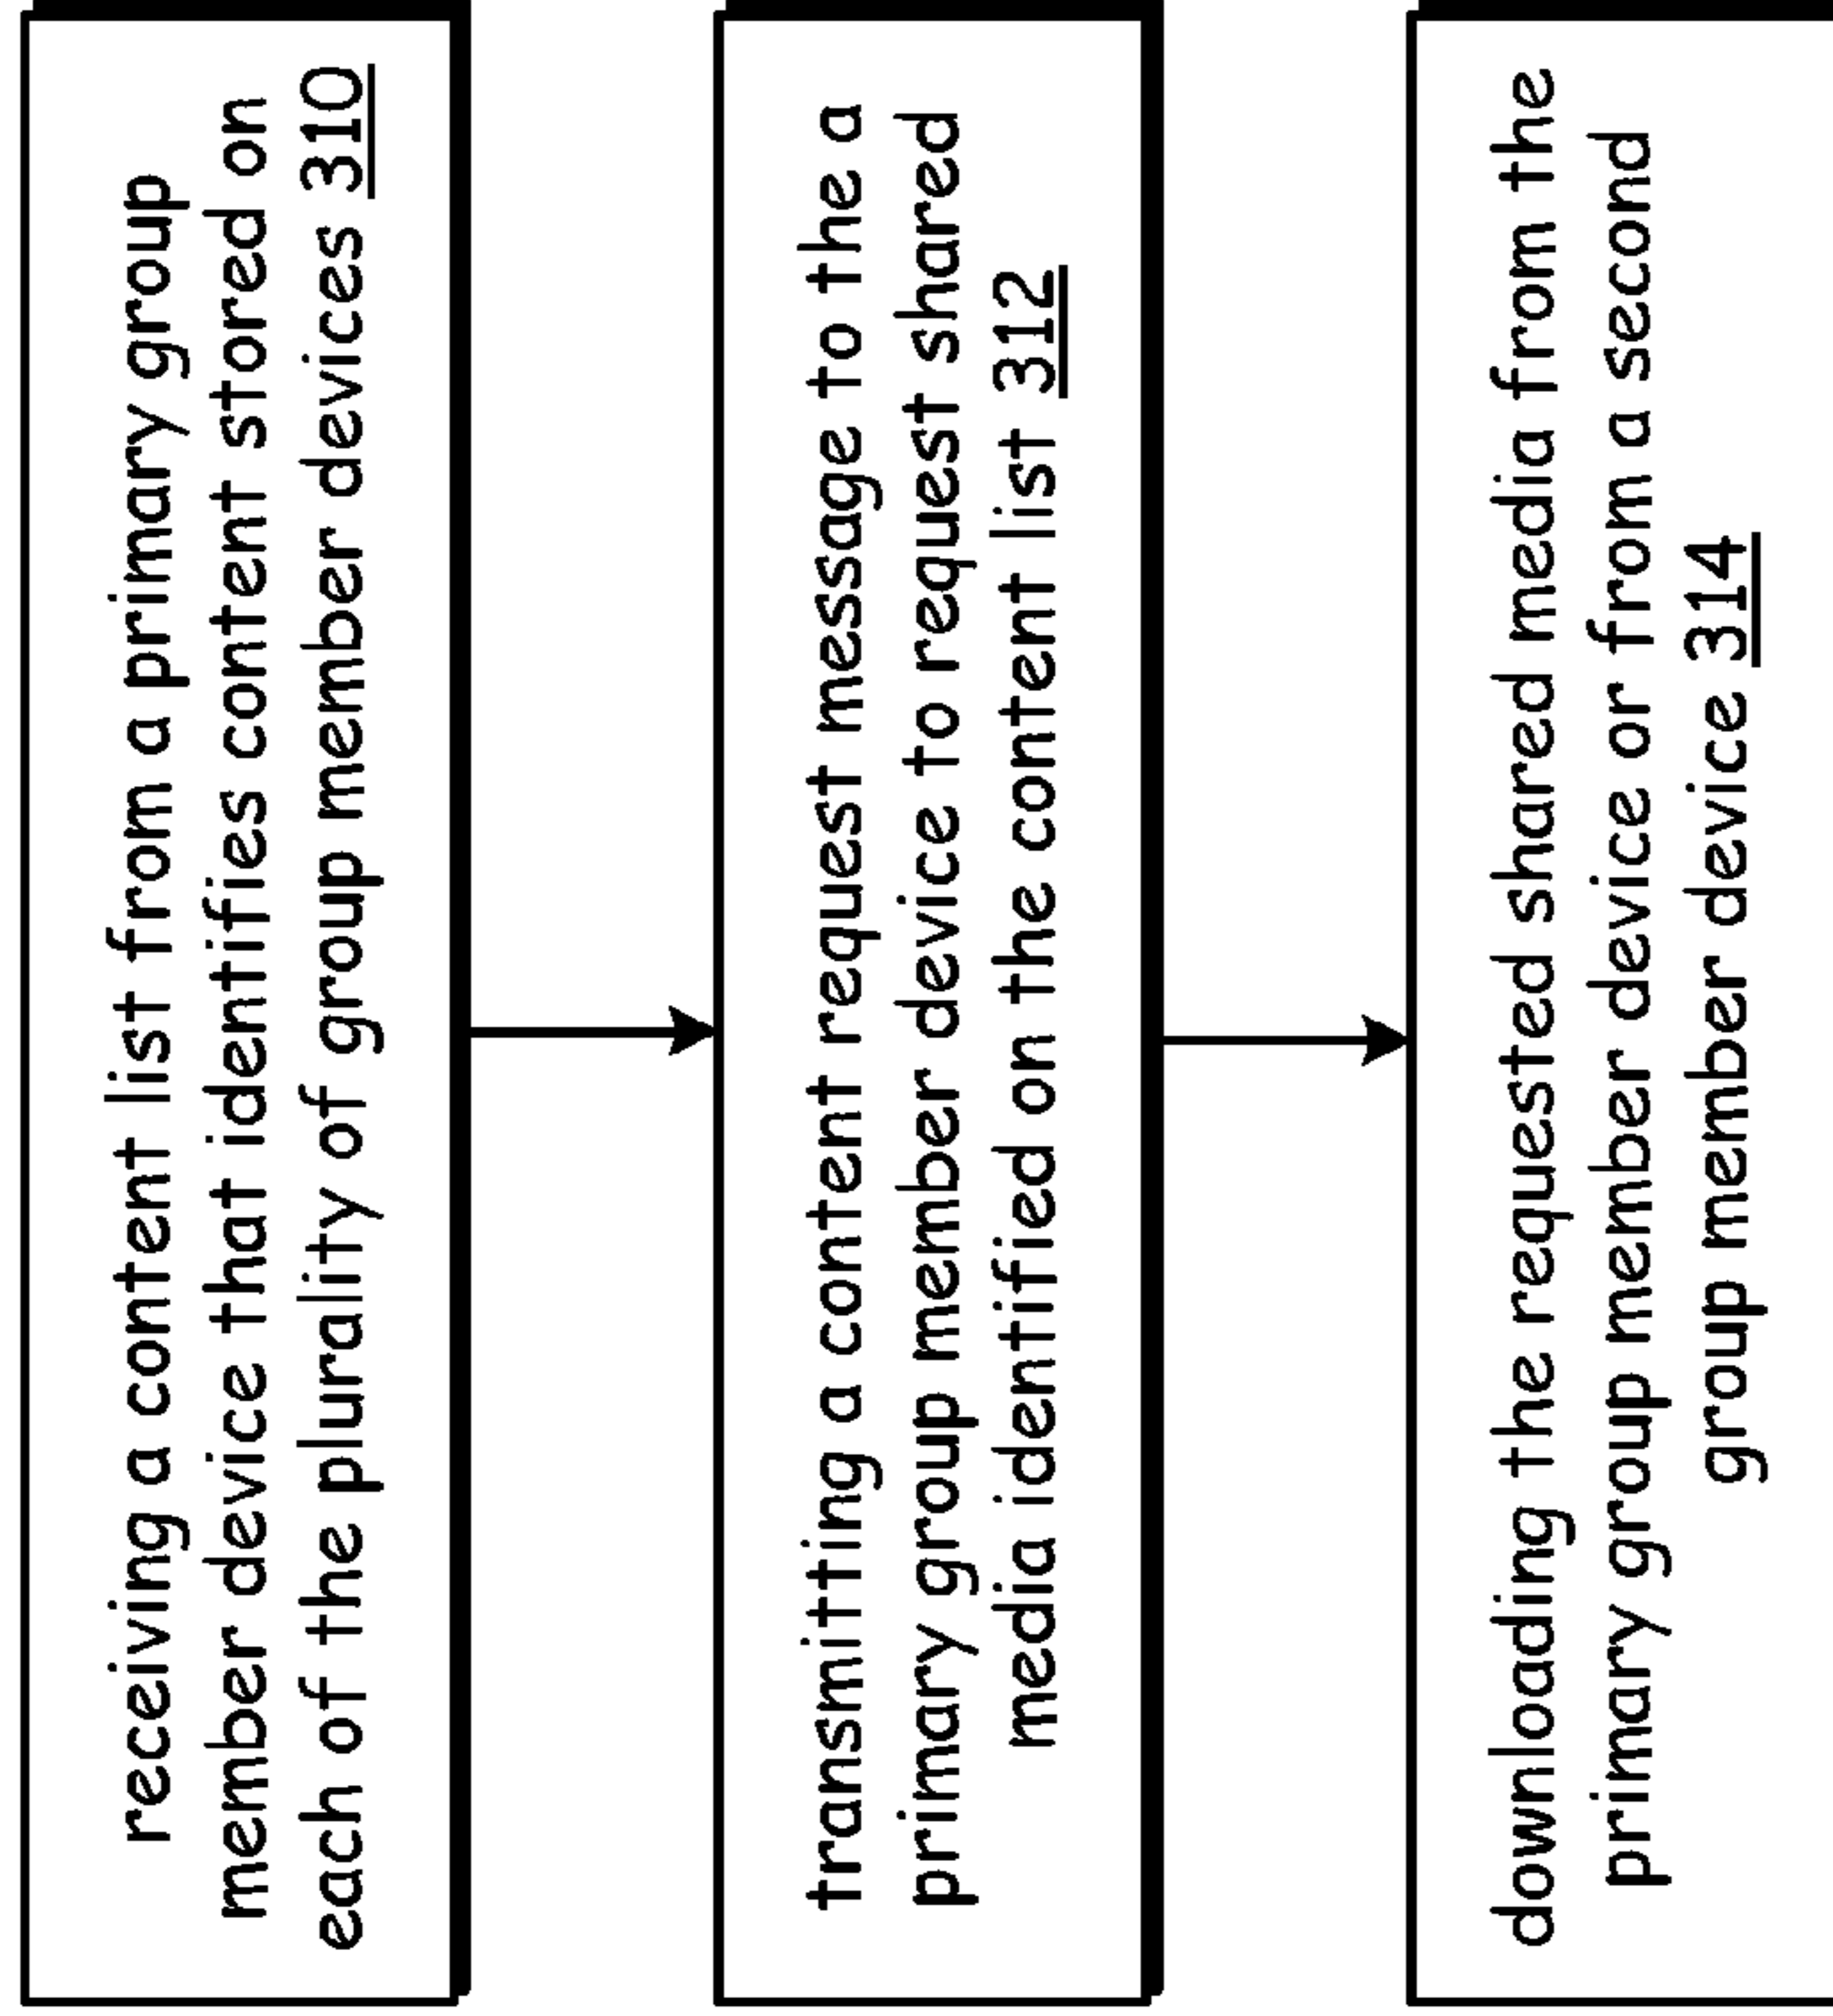 receiving a content list from a primary group
member device that identifies content stored on
each of the plurality of group member devices 310
transmitting a content request message to the a
primary group member device to request shared
media identified on the content list 312
downloading the requested shared media from the
primary group member device or from a second
group member device 314